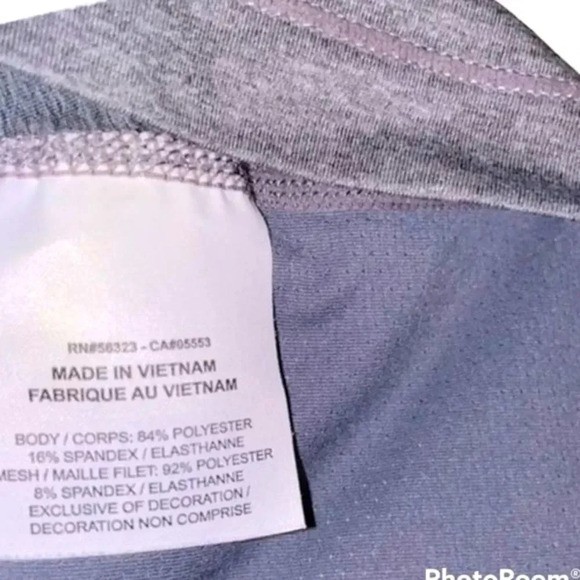 RN#56323 - CA#05553
MADE IN VIETNAM
FABRIQUE AU VIETNAM
BODY / CORPS: 84% POLYESTER
16% SPANDEX / ELASTHANNE
MESH / MAILLE FILET: 92% POLYESTER
8% SPANDEX / ELASTHANNE
EXCLUSIVE OF DECORATION /
DECORATION NON COMPRISE
PhotoRoom®